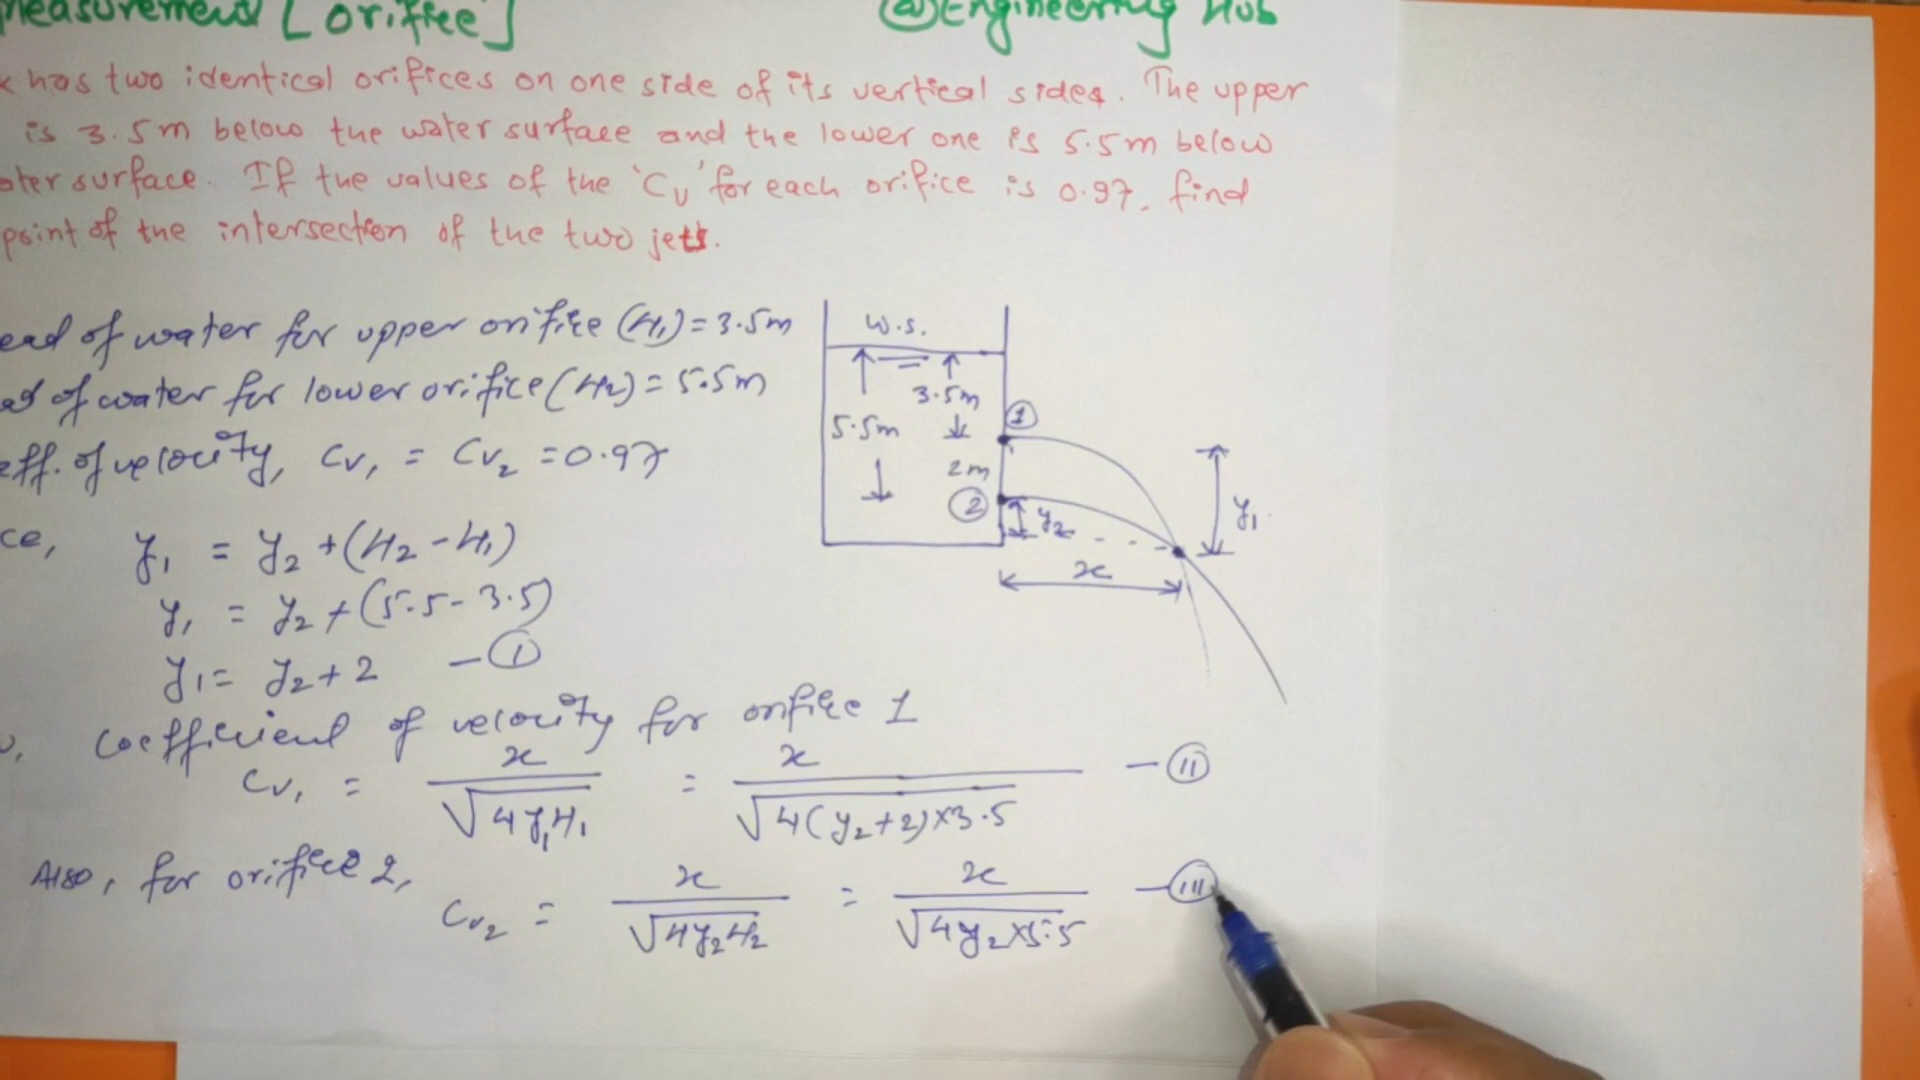 measurement [orifice] @Engineering Hub
has two identical orifices on one side of its vertical sides. The upper
is 3.5m below the water surface and the lower one is 5.5m below
ater surface. If the values of the 'Cv' for each orifice is 0.97, find
point of the intersection of the two jets.
ead of water for upper orifice (H1) = 3.5m
ad of water for lower orifice (H2) = 5.5m
eff. of velocity, Cv1 = Cv2 = 0.97
W.S.
3.5m
5.5m
①
2m
②
y2
y1
x
ce, y1 = y2 + (H2 - H1)
y1 = y2 + (5.5 - 3.5)
y1 = y2 + 2 — Ⓘ
, Coefficient of velocity for orifice 1
Cv1 = x / √4y1H1 = x / √4(y2+2)×3.5 — (II)
Also, for orifice 2,
Cv2 = x / √4y2H2 = x / √4y2×5.5 — (III)